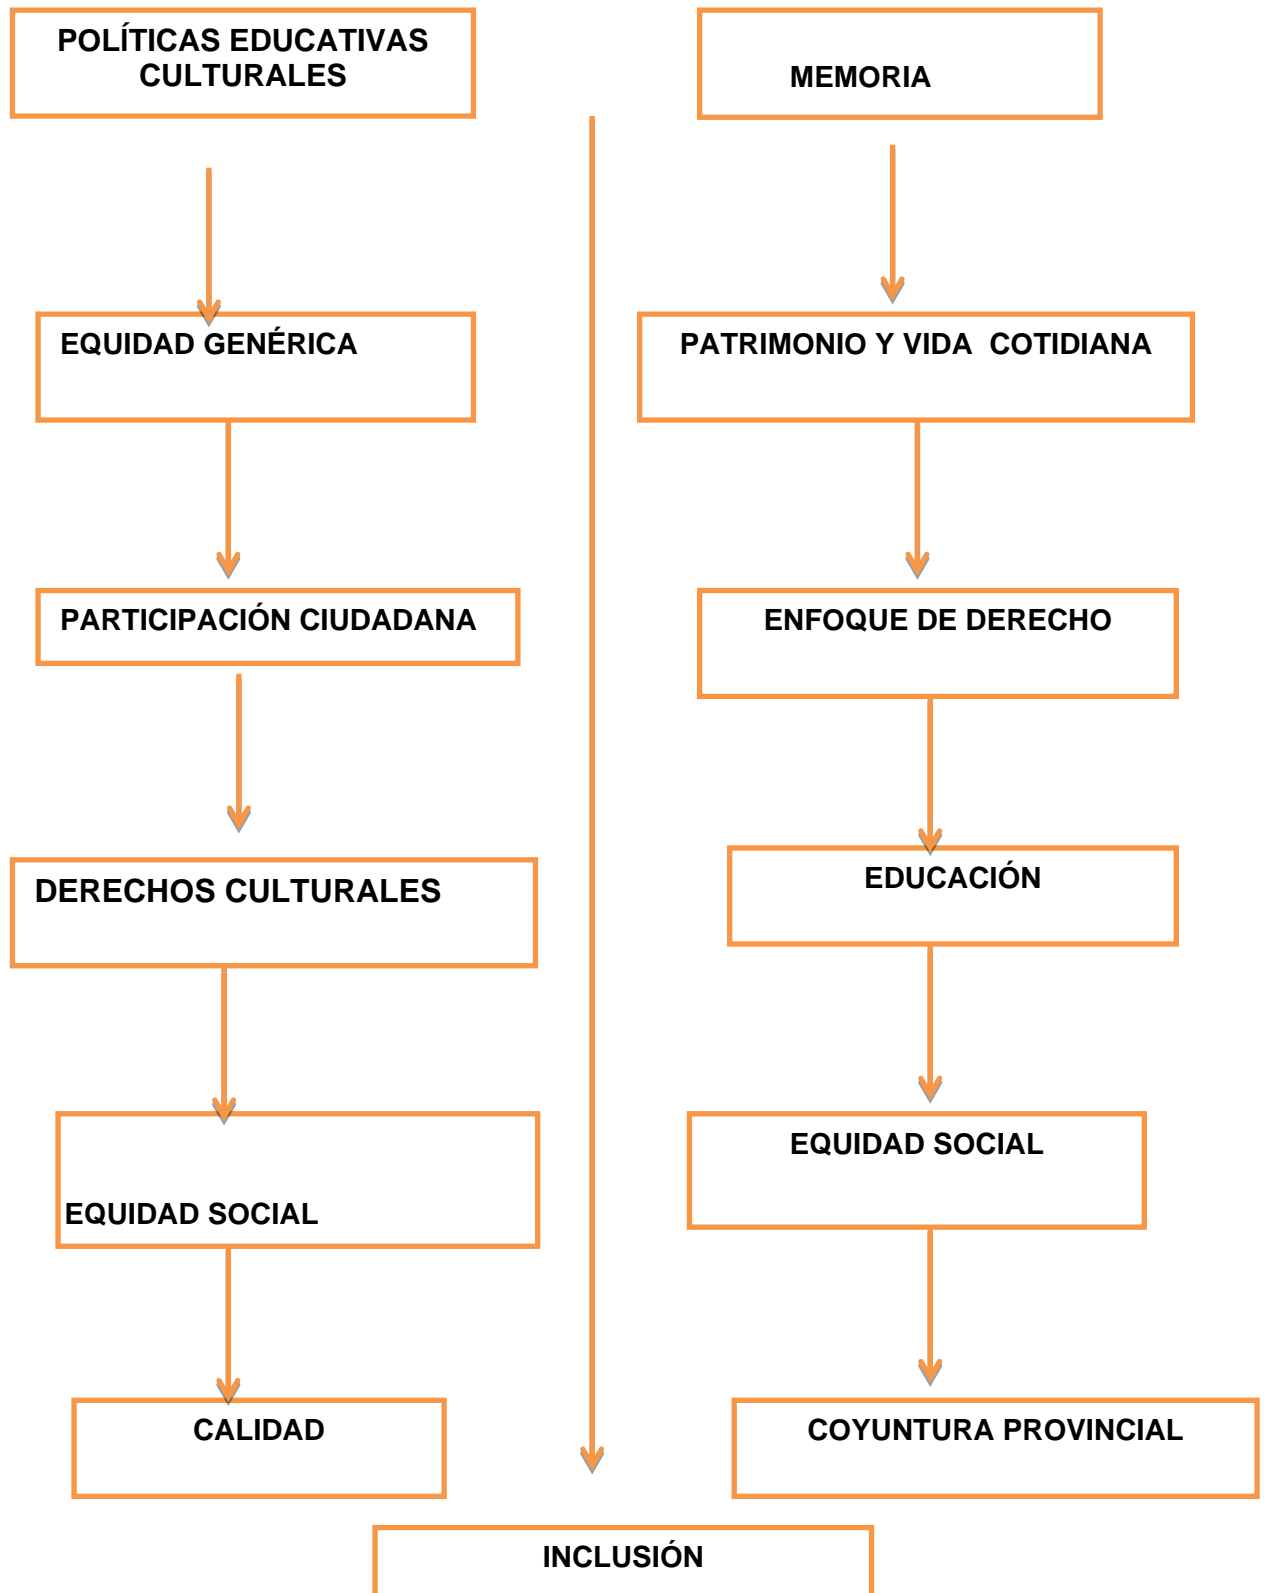 POLÍTICAS EDUCATIVAS
CULTURALES
MEMORIA
EQUIDAD GENÉRICA
PATRIMONIO Y VIDA COTIDIANA
PARTICIPACIÓN CIUDADANA
ENFOQUE DE DERECHO
DERECHOS CULTURALES
EDUCACIÓN
EQUIDAD SOCIAL
EQUIDAD SOCIAL
CALIDAD
COYUNTURA PROVINCIAL
INCLUSIÓN